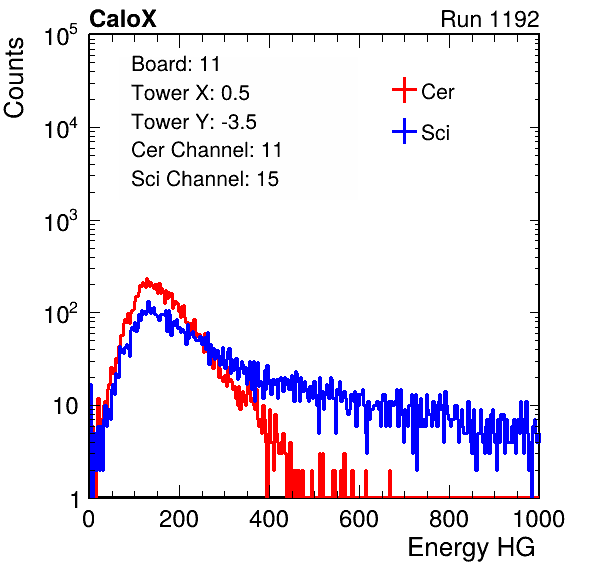 CaloX Run 1192
Counts
10^5
10^4
10^3
10^2
10
1
Board: 11
Tower X: 0.5
Tower Y: -3.5
Cer Channel: 11
Sci Channel: 15
Cer
Sci
0 200 400 600 800 1000
Energy HG